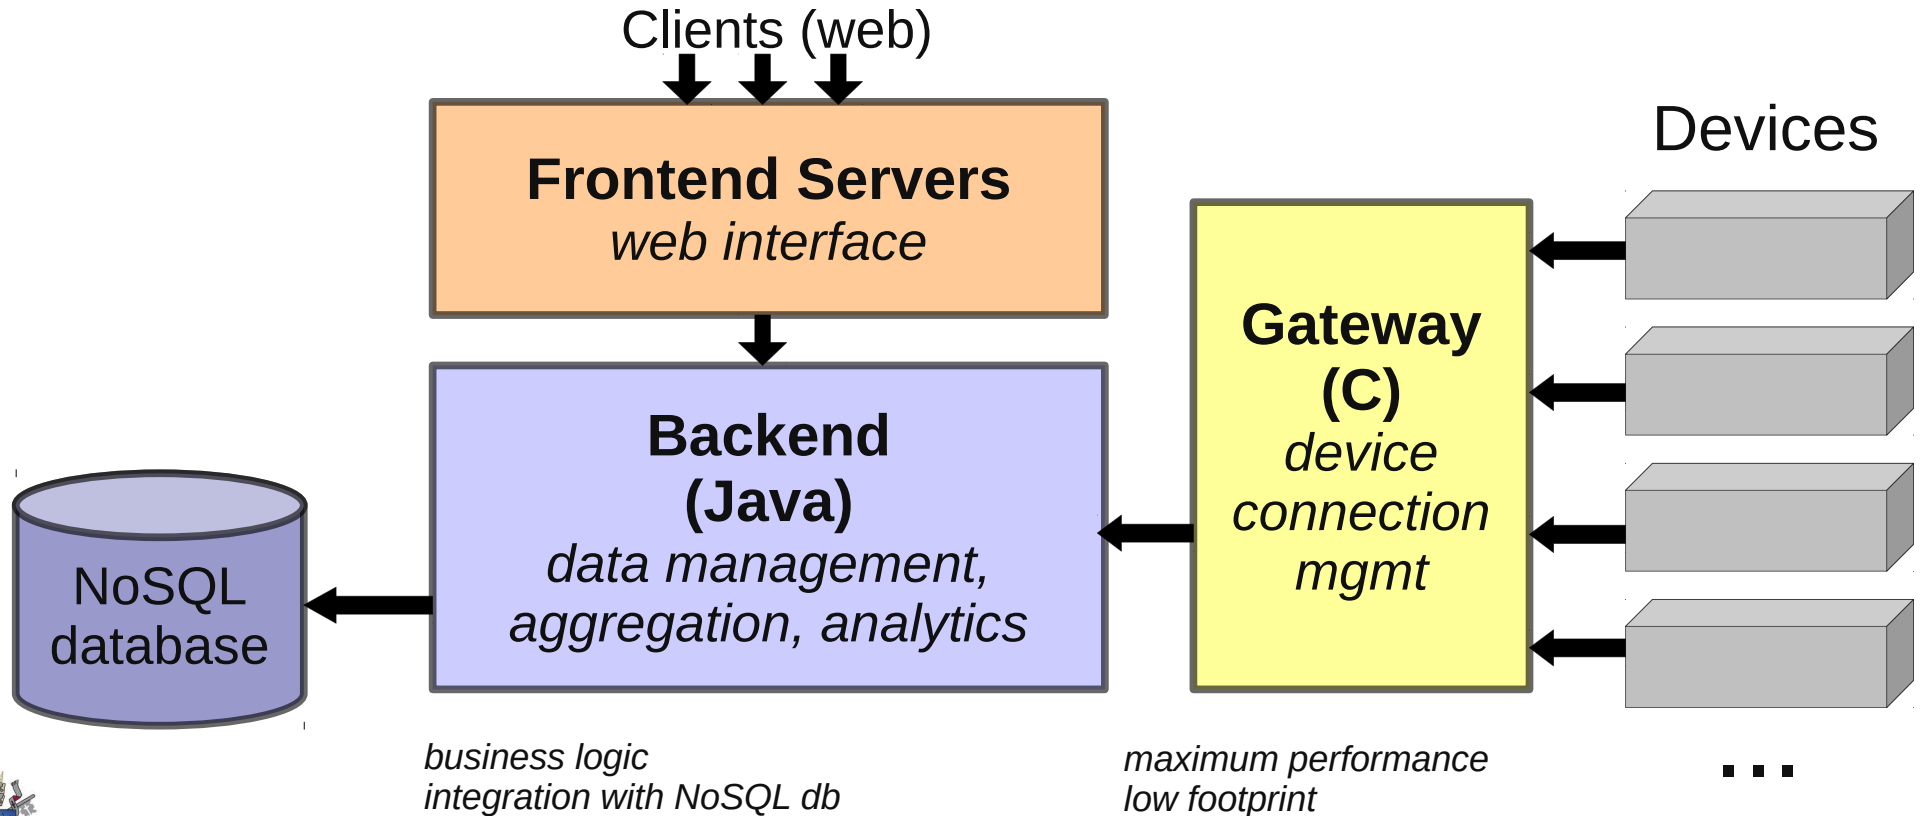 Clients (web)
Frontend Servers
web interface
Devices
Gateway
(C)
device
connection
mgmt
Backend
(Java)
data management,
aggregation, analytics
NoSQL
database
business logic
integration with NoSQL db
maximum performance
low footprint
...